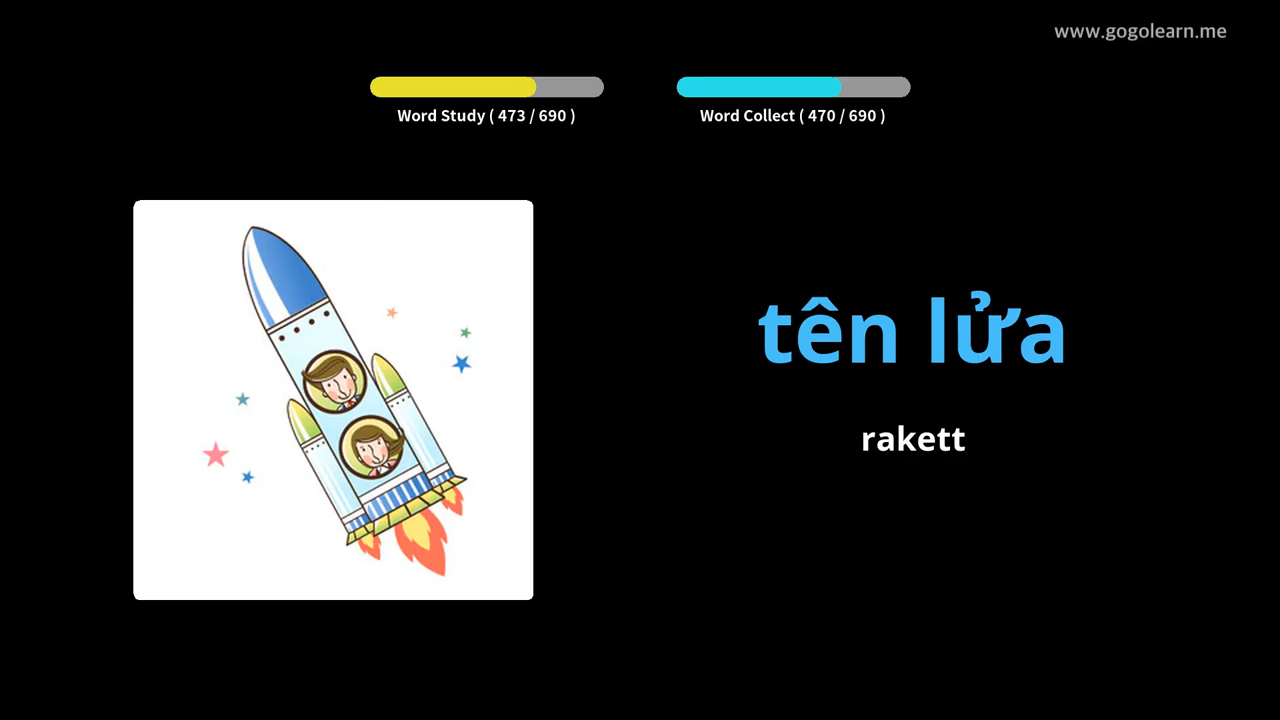 www.gogolearn.me
Word Study ( 473 / 690 )
Word Collect ( 470 / 690 )
tên lửa
rakett